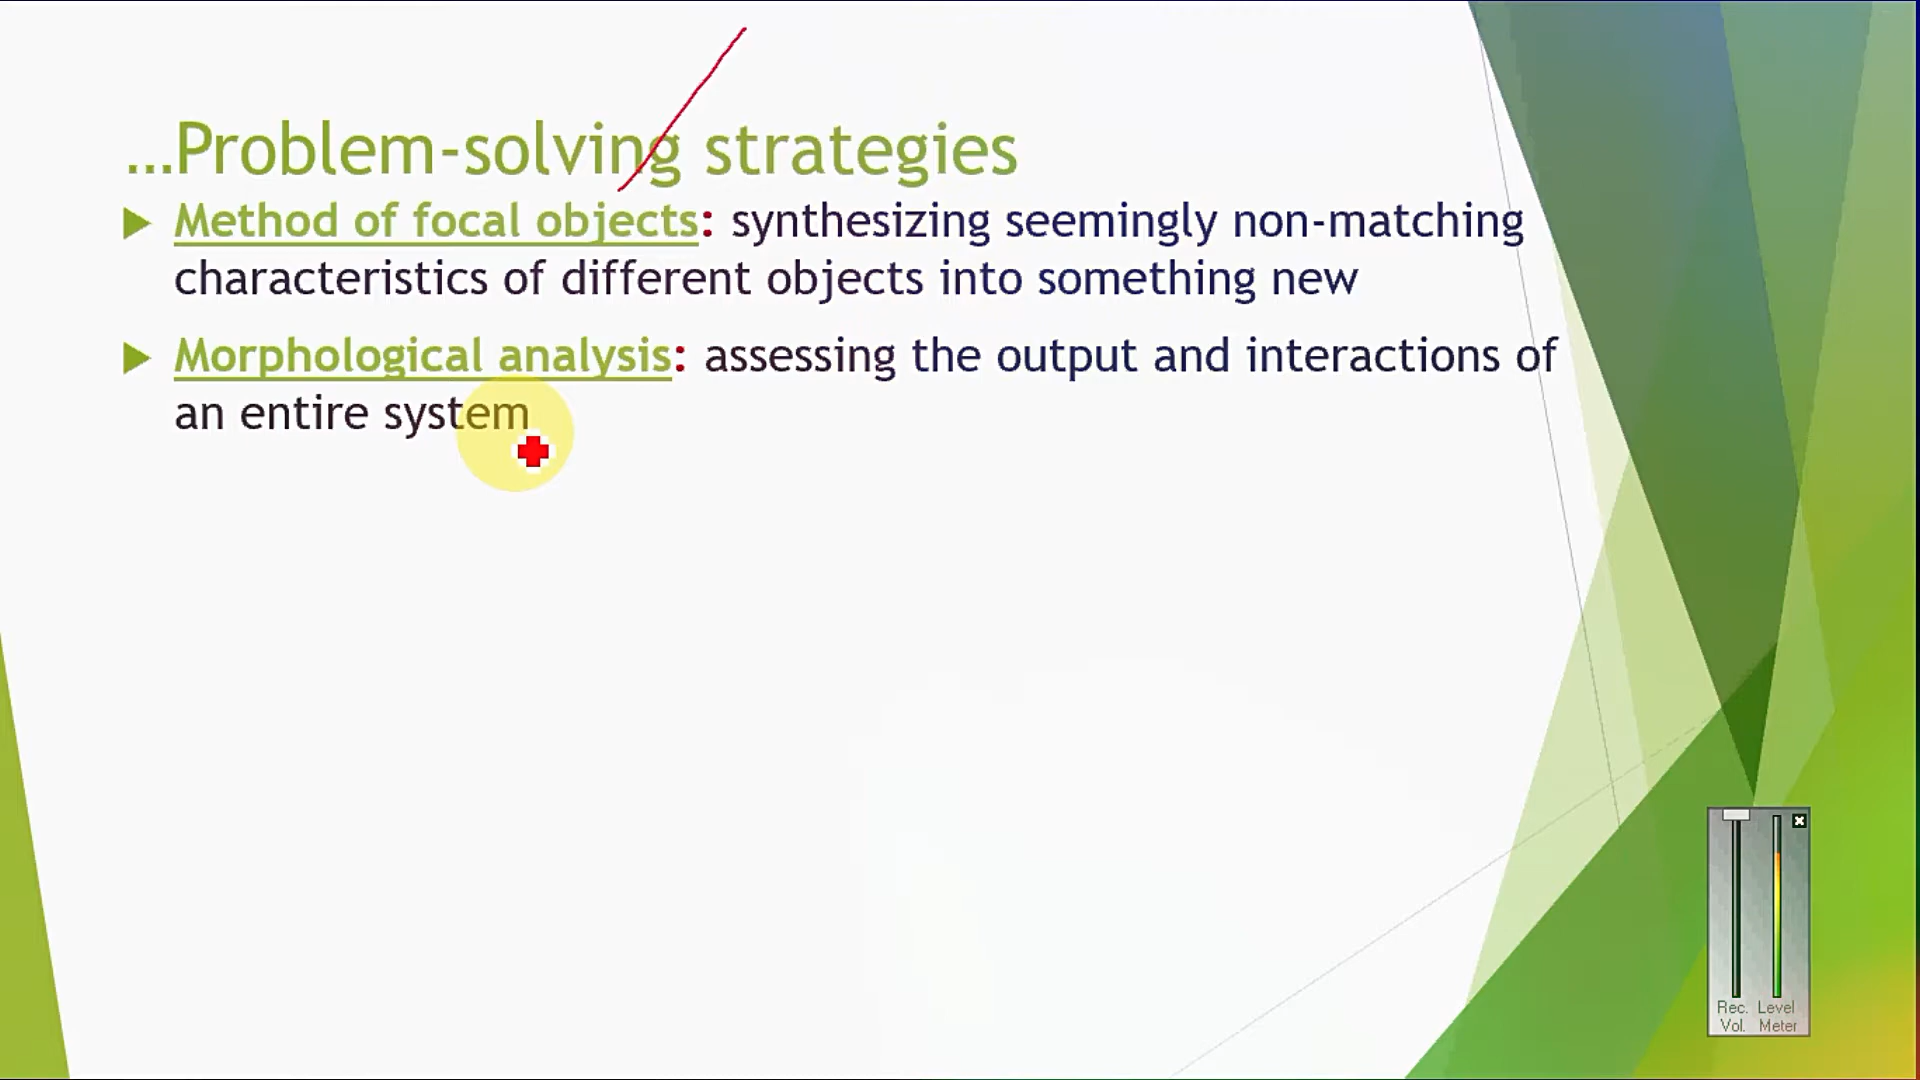 ...Problem-solving strategies
Method of focal objects: synthesizing seemingly non-matching
characteristics of different objects into something new
Morphological analysis: assessing the output and interactions of
an entire system
Rec. Level
Vol. Meter